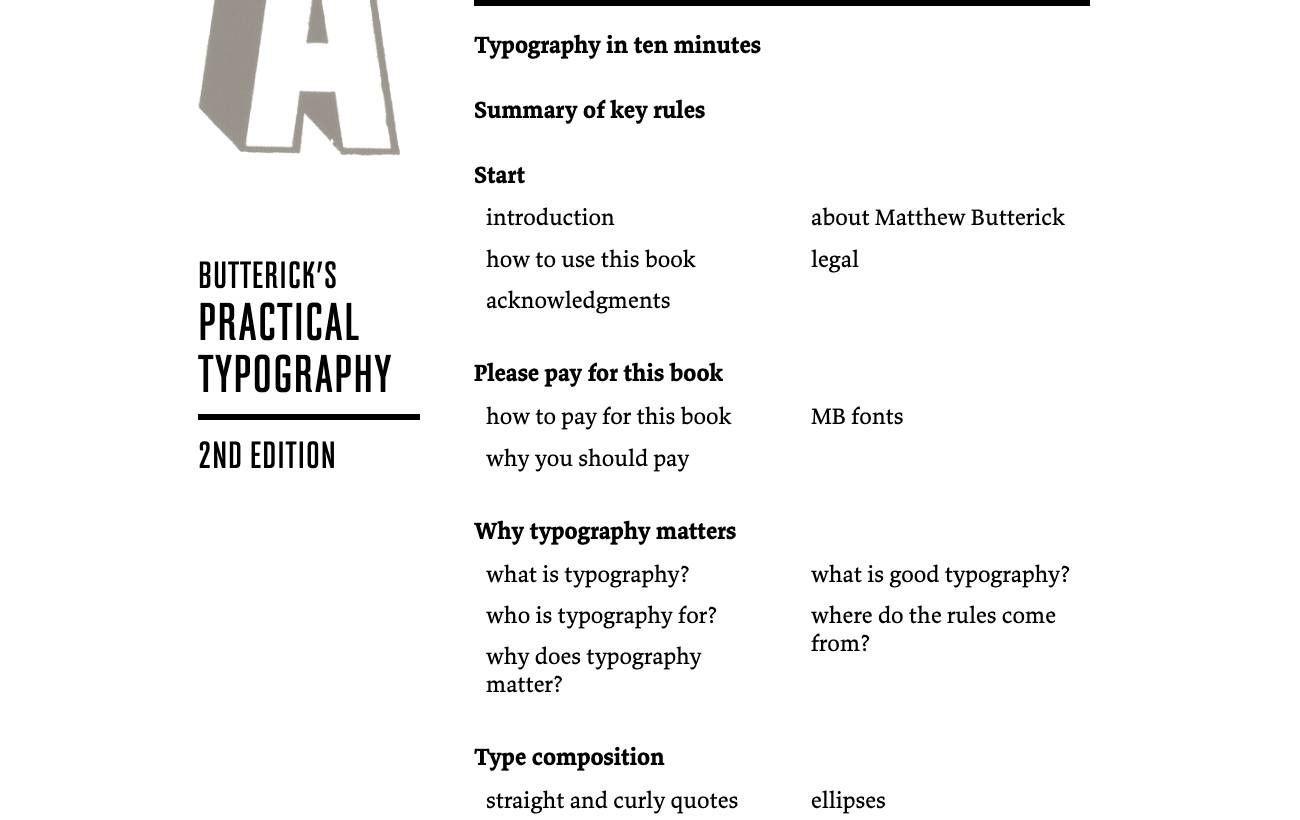 A
BUTTERICK’S
PRACTICAL
TYPOGRAPHY
2ND EDITION
Typography in ten minutes
Summary of key rules
Start
introduction
how to use this book
acknowledgments
about Matthew Butterick
legal
Please pay for this book
how to pay for this book
why you should pay
MB fonts
Why typography matters
what is typography?
who is typography for?
why does typography
matter?
what is good typography?
where do the rules come
from?
Type composition
straight and curly quotes
ellipses